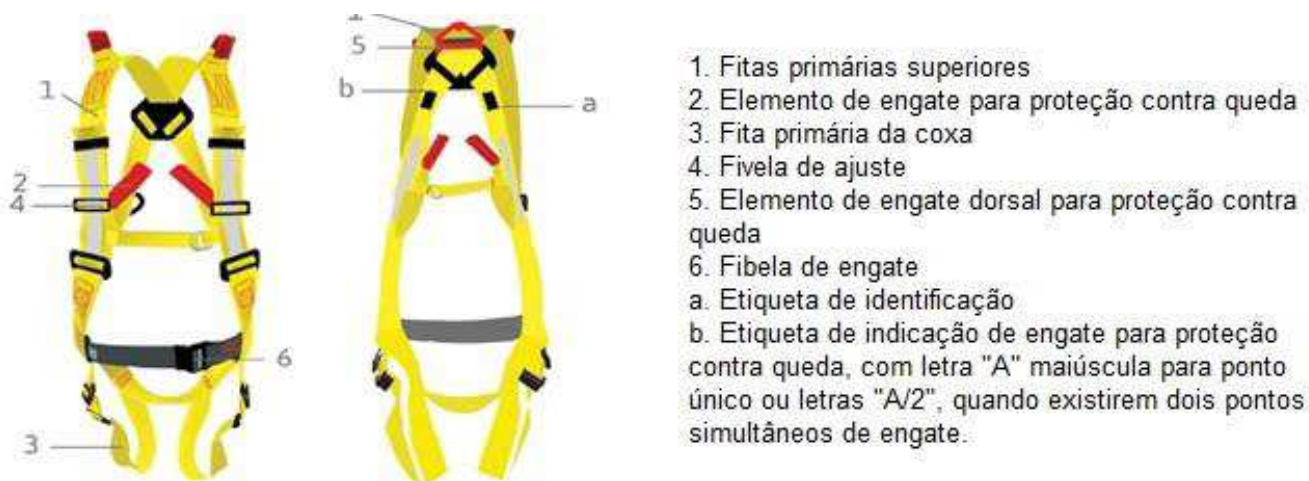 1
2
4
6
3
1
5
b
a
1. Fitas primárias superiores
2. Elemento de engate para proteção contra queda
3. Fita primária da coxa
4. Fivela de ajuste
5. Elemento de engate dorsal para proteção contra
queda
6. Fibela de engate
a. Etiqueta de identificação
b. Etiqueta de indicação de engate para proteção
contra queda, com letra "A" maiúscula para ponto
único ou letras "A/2", quando existirem dois pontos
simultâneos de engate.